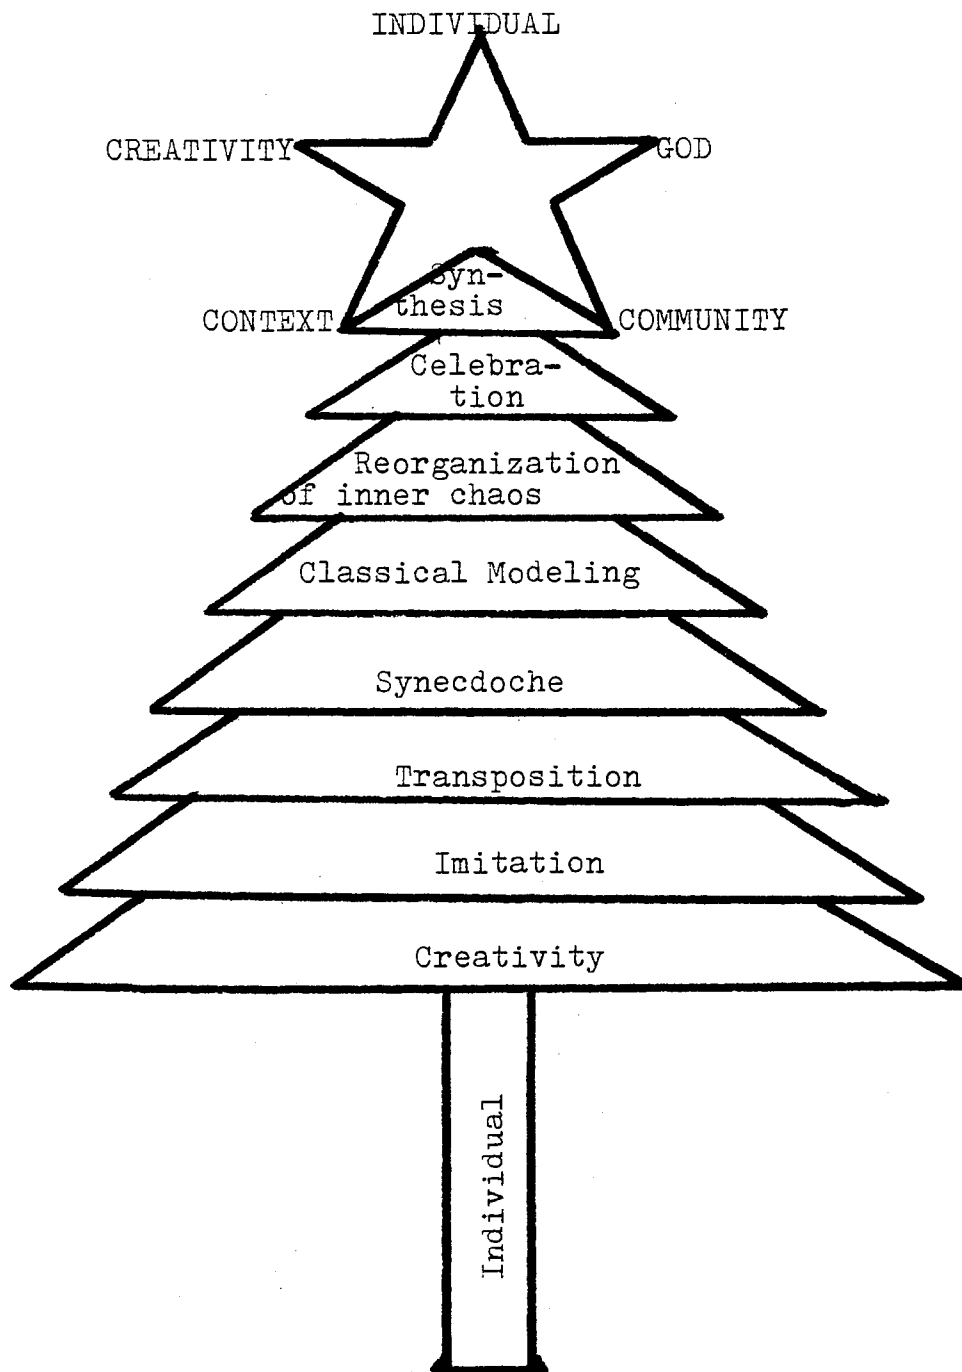 INDIVIDUAL
CREATIVITY
GOD
CONTEXT
COMMUNITY
Syn-
thesis
Celebra-
tion
Reorganization
of inner chaos
Classical Modeling
Synecdoche
Transposition
Imitation
Creativity
Individual